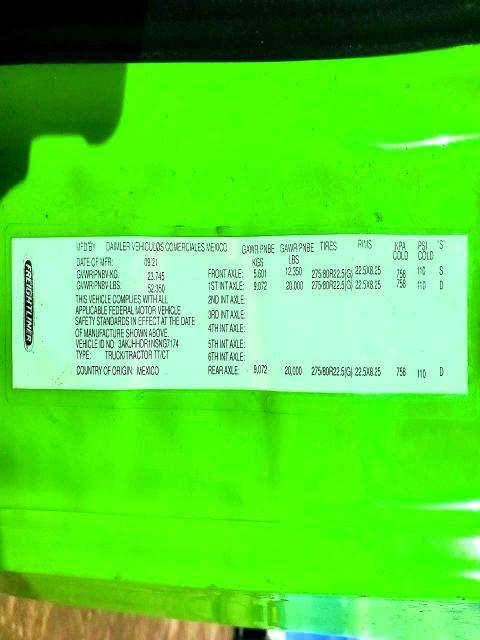 FREIGHTLINER
MFD BY DAIMLER VEHICULOS COMERCIALES MEXICO
DATE OF MFR: 09/21
GVWR/PNBV-KG: 23,745
GVWR/PNBV-LBS: 52,350
THIS VEHICLE COMPLIES WITH ALL
APPLICABLE FEDERAL MOTOR VEHICLE
SAFETY STANDARDS IN EFFECT AT THE DATE
OF MANUFACTURE SHOWN ABOVE.
VEHICLE ID NO: 3AKJHHDR1NSNG7174
TYPE: TRUCK/TRACTOR TT/CT
COUNTRY OF ORIGIN: MEXICO
GAWR/PNBE GAWR/PNBE TIRES RIMS KPA PSI "S"
KGS LBS COLD COLD
FRONT AXLE: 5,601 12,350 275/80R22.5(G) 22.5X8.25 758 110 S
1ST INT AXLE: 9,072 20,000 275/80R22.5(G) 22.5X8.25 758 110 D
2ND INT AXLE:
3RD INT AXLE:
4TH INT AXLE:
5TH INT AXLE:
6TH INT AXLE:
REAR AXLE: 9,072 20,000 275/80R22.5(G) 22.5X8.25 758 110 D